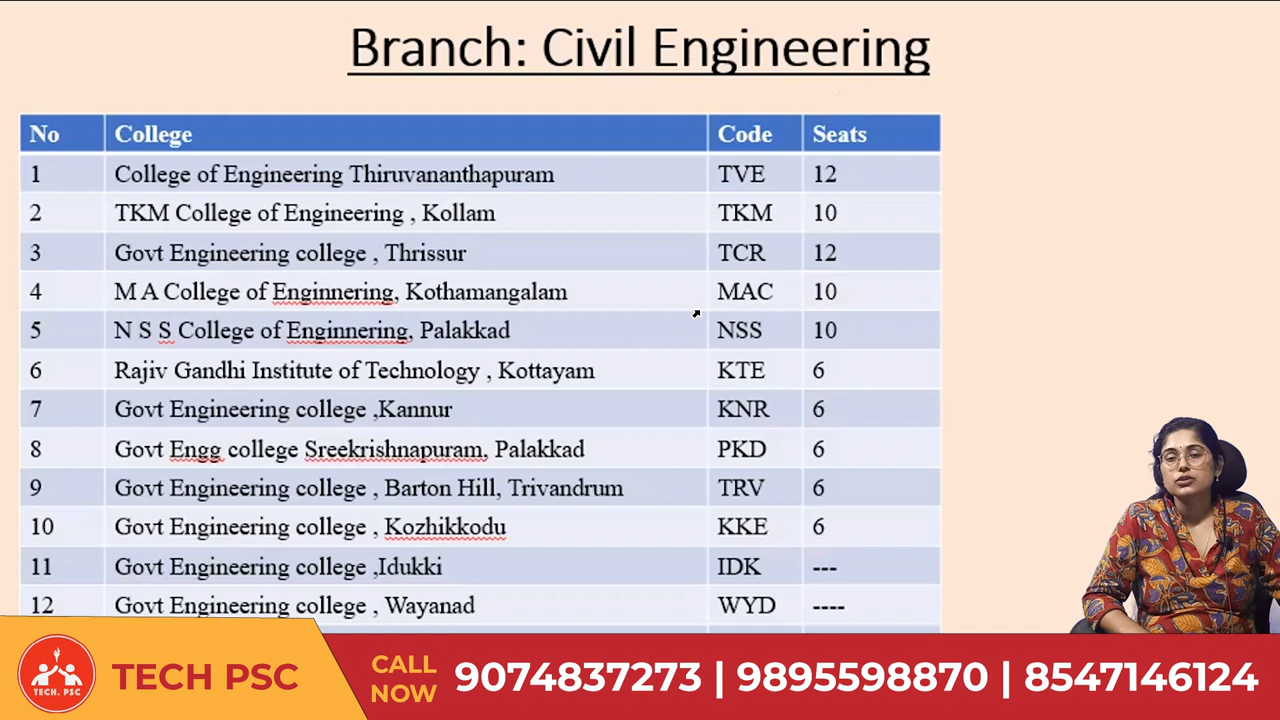 Branch: Civil Engineering
No College Code Seats
1 College of Engineering Thiruvananthapuram TVE 12
2 TKM College of Engineering , Kollam TKM 10
3 Govt Engineering college , Thrissur TCR 12
4 M A College of Enginnering, Kothamangalam MAC 10
5 N S S College of Enginnering, Palakkad NSS 10
6 Rajiv Gandhi Institute of Technology , Kottayam KTE 6
7 Govt Engineering college ,Kannur KNR 6
8 Govt Engg college Sreekrishnapuram, Palakkad PKD 6
9 Govt Engineering college , Barton Hill, Trivandrum TRV 6
10 Govt Engineering college , Kozhikkodu KKE 6
11 Govt Engineering college ,Idukki IDK ---
12 Govt Engineering college , Wayanad WYD ----
TECH. PSC
TECH PSC
CALL NOW
9074837273 | 9895598870 | 8547146124